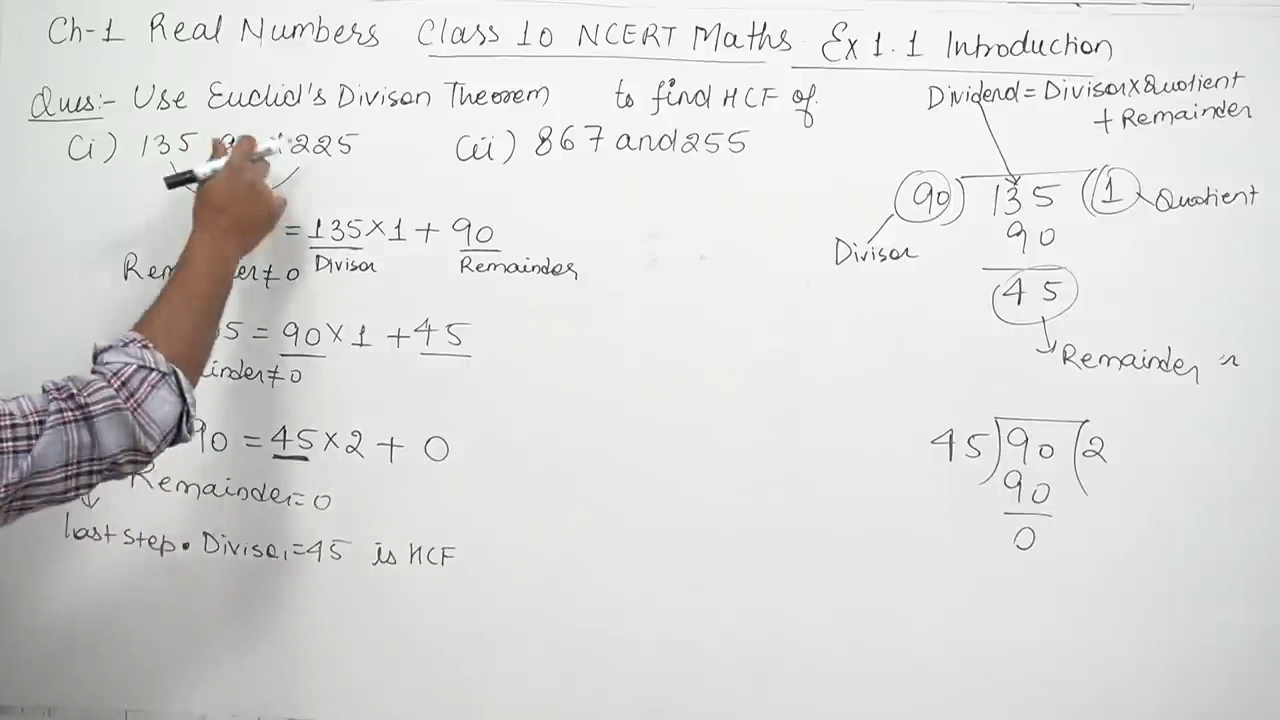 Ch-1 Real Numbers Class 10 NCERT Maths Ex 1.1 Introduction
Ques:- Use Euclid's Divison Theorem to find HCF of.
(i) 135 225 (ii) 867 and 255
= 135 × 1 + 90
Divisor Remainder
≠ 0
= 90 × 1 + 45
≠ 0
90 = 45 × 2 + 0
Remainder = 0
last step. Divisor = 45 is HCF
Dividend = Divisor × Quotient
+ Remainder
90) 135 (1 Quotient
Divisor
90
45
Remainder
45) 90 (2
90
0